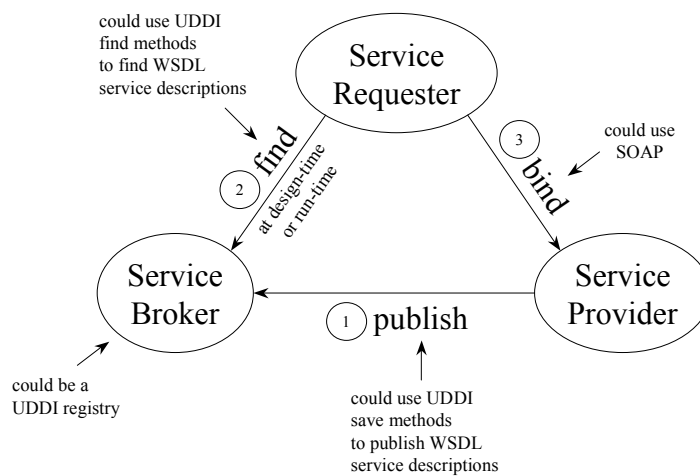 could use UDDI
find methods
to find WSDL
service descriptions
Service
Requester
3
bind
could use
SOAP
2
find
at design-time
or run-time
Service
Broker
Service
Provider
1
publish
could be a
UDDI registry
could use UDDI
save methods
to publish WSDL
service descriptions